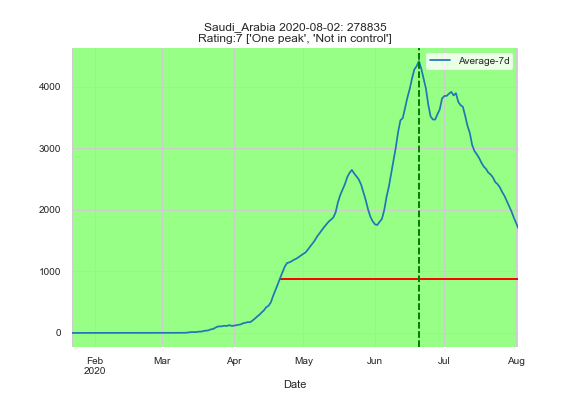 Saudi_Arabia 2020-08-02: 278835
Rating:7 ['One peak', 'Not in control']
Average-7d
4000
3000
2000
1000
0
Feb Mar Apr May Jun Jul Aug
2020
Date